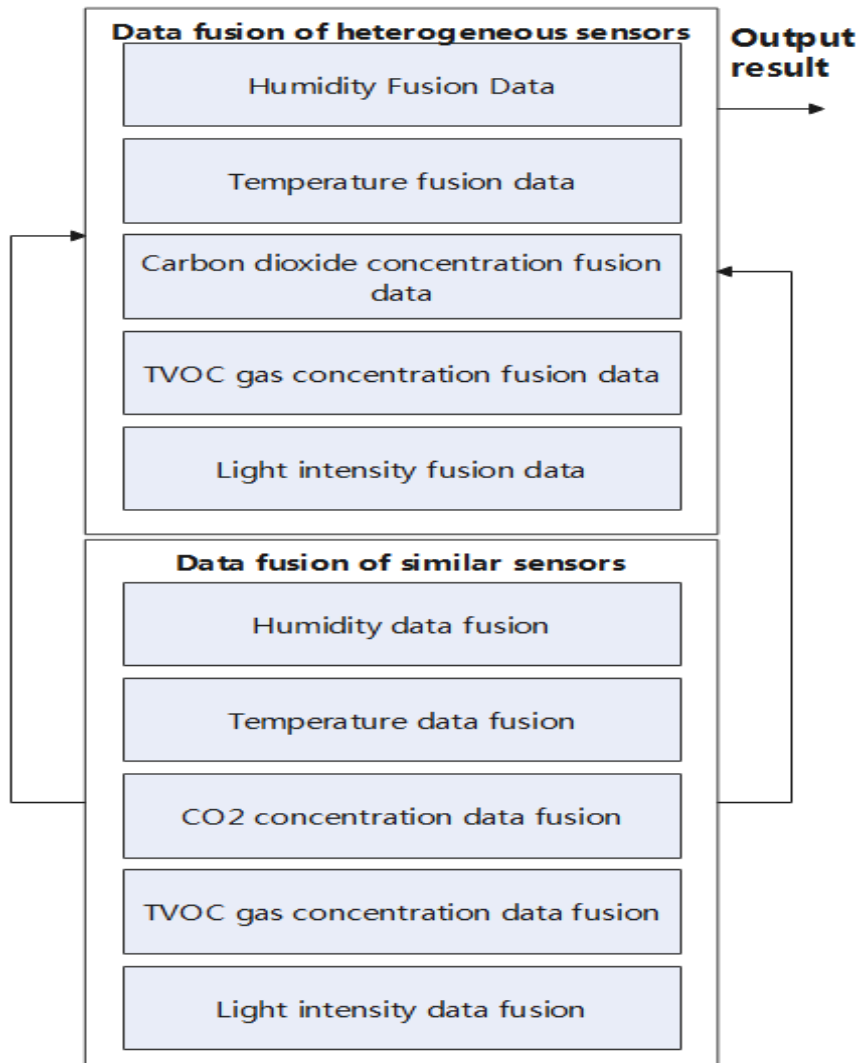 Data fusion of heterogeneous sensors
Output
result
Humidity Fusion Data
Temperature fusion data
Carbon dioxide concentration fusion
data
TVOC gas concentration fusion data
Light intensity fusion data
Data fusion of similar sensors
Humidity data fusion
Temperature data fusion
CO2 concentration data fusion
TVOC gas concentration data fusion
Light intensity data fusion